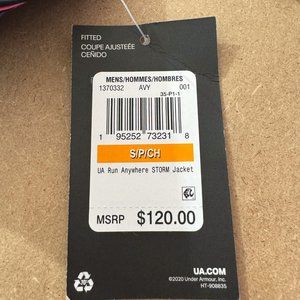 FITTED
COUPE AJUSTEÉE
CEÑIDO
MENS/HOMMES/HOMBRES
1370332 AVY 001
35-P1-1
1 95252 73231 8
S/P/CH
UA Run Anywhere STORM Jacket
MSRP $120.00
UA.COM
©2020 Under Armour, Inc.
HT-908835